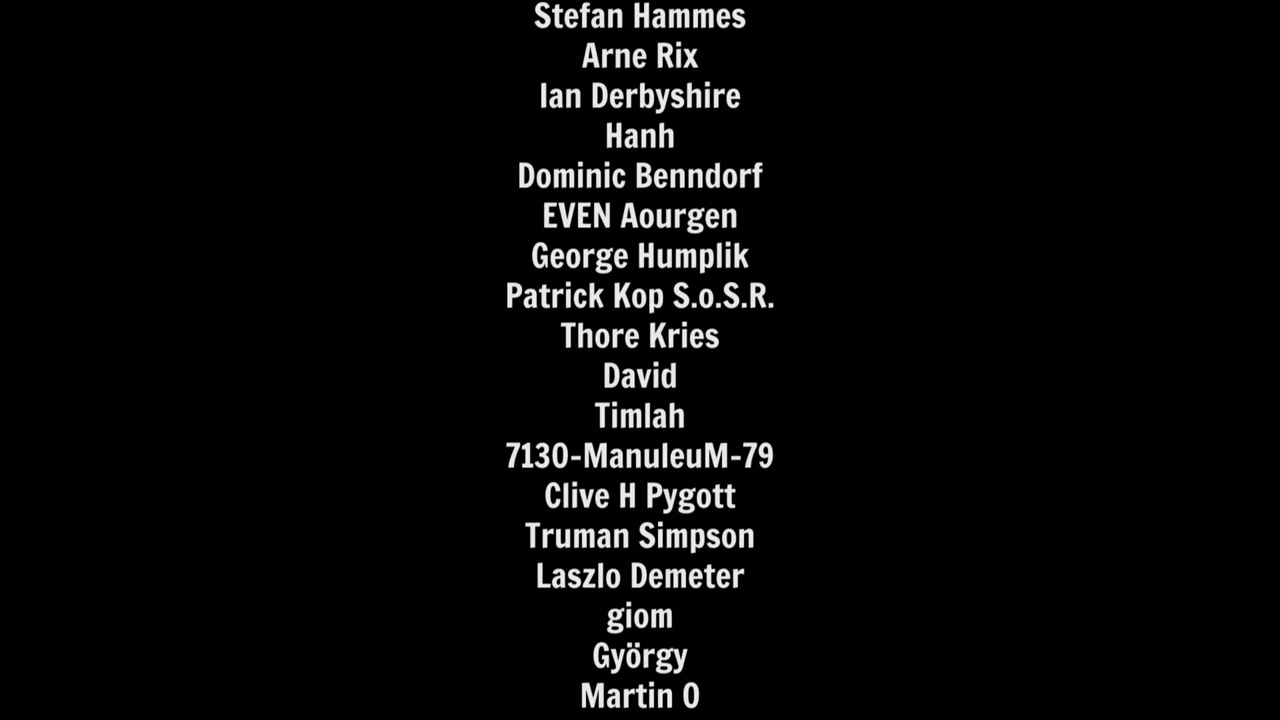 Stefan Hammes
Arne Rix
Ian Derbyshire
Hanh
Dominic Benndorf
EVEN Aourgen
George Humplik
Patrick Kop S.o.S.R.
Thore Kries
David
Timlah
7130-ManuleuM-79
Clive H Pygott
Truman Simpson
Laszlo Demeter
giom
György
Martin O